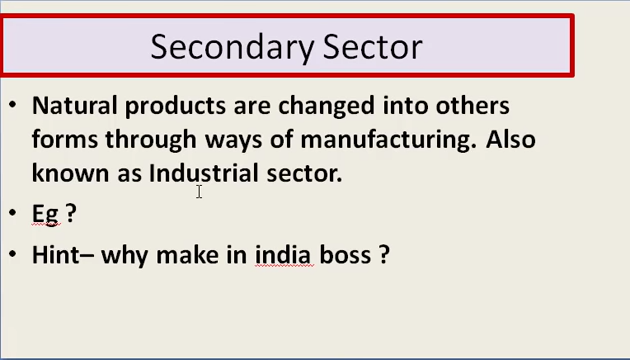 Secondary Sector
• Natural products are changed into others
forms through ways of manufacturing. Also
known as Industrial sector.
• Eg ?
• Hint– why make in india boss ?